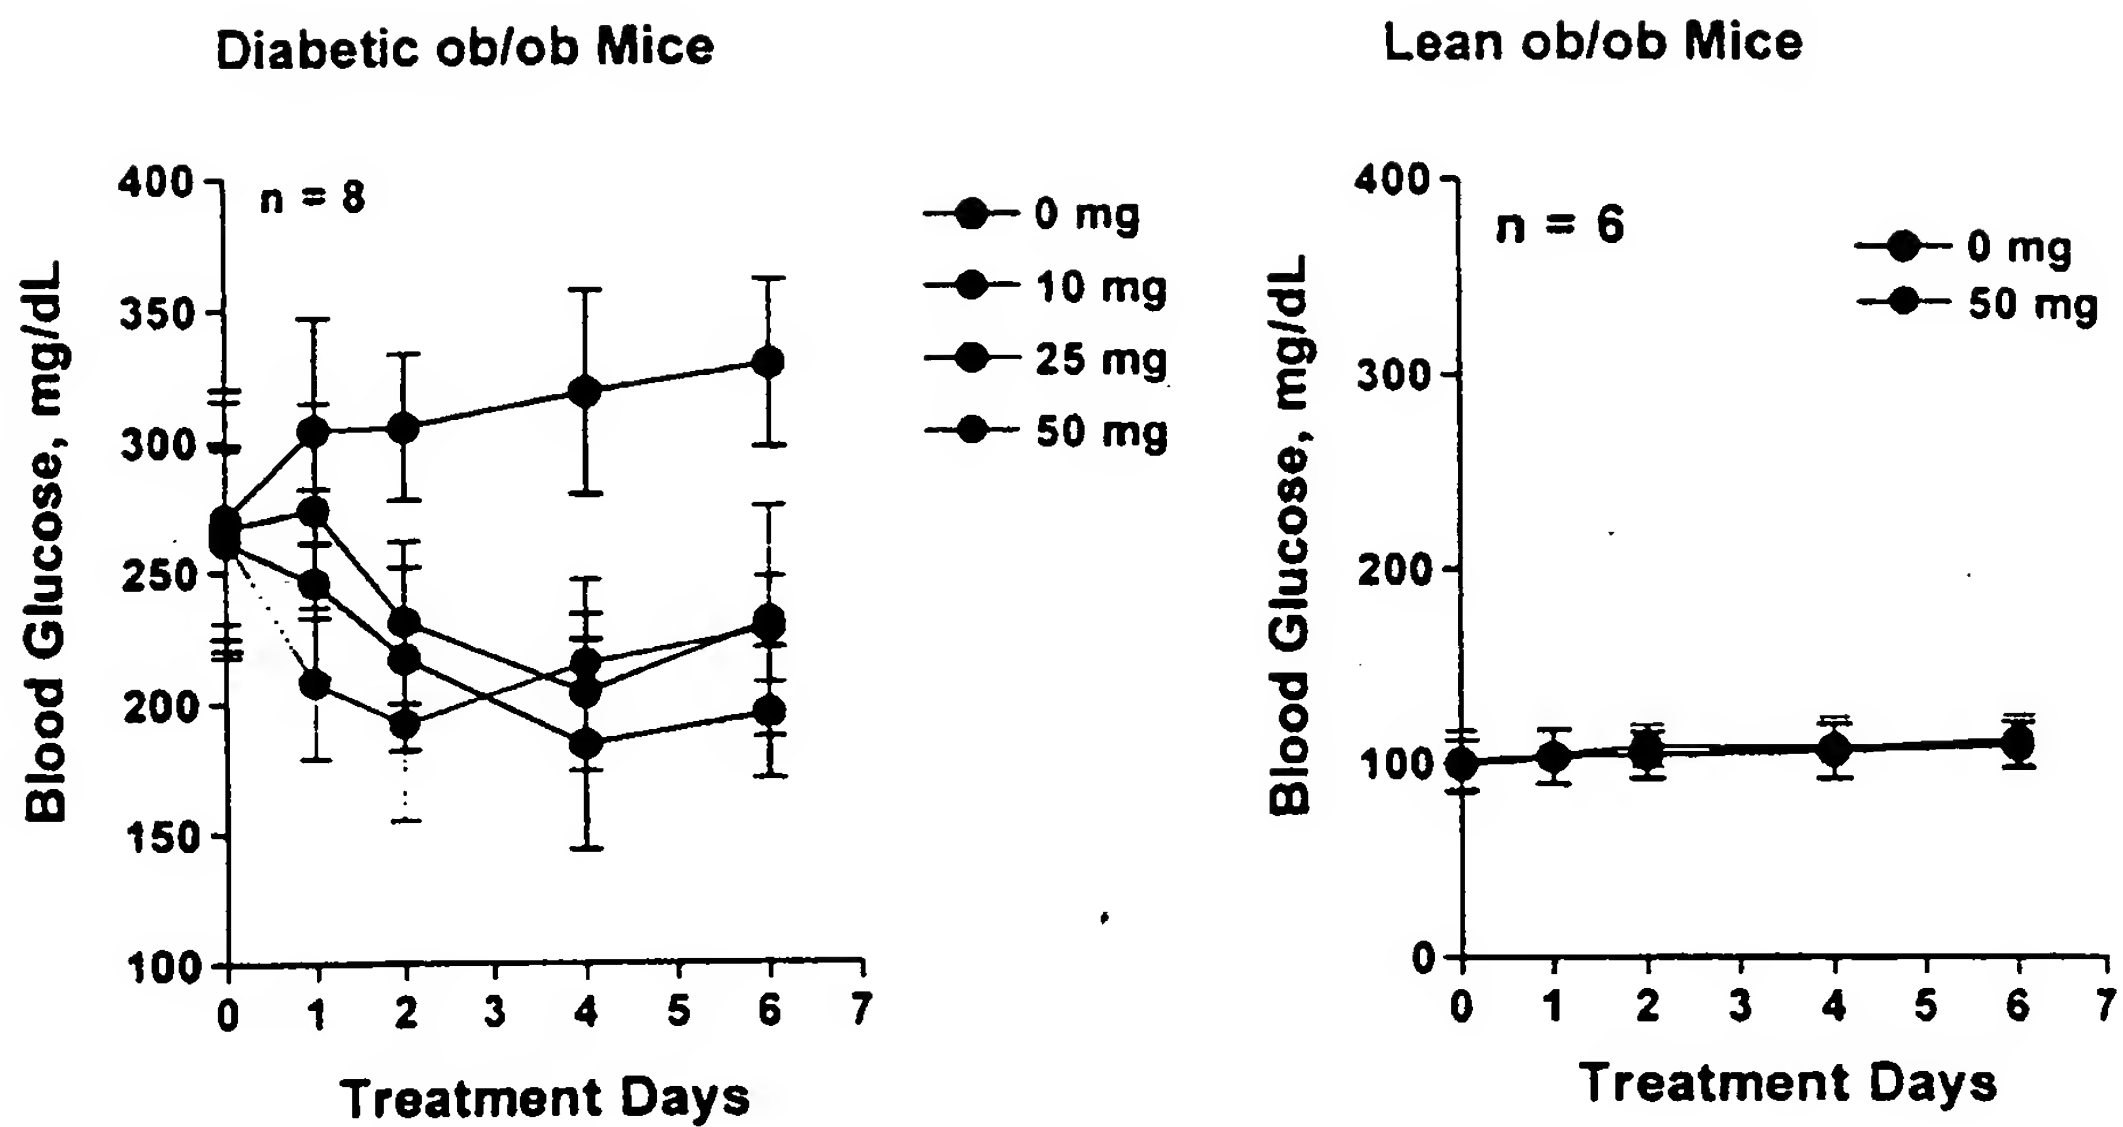 Diabetic ob/ob Mice
Blood Glucose, mg/dL
400
350
300
250
200
150
100
n = 8
0 mg
10 mg
25 mg
50 mg
0 1 2 3 4 5 6 7
Treatment Days
Lean ob/ob Mice
Blood Glucose, mg/dL
400
300
200
100
0
n = 6
0 mg
50 mg
0 1 2 3 4 5 6 7
Treatment Days